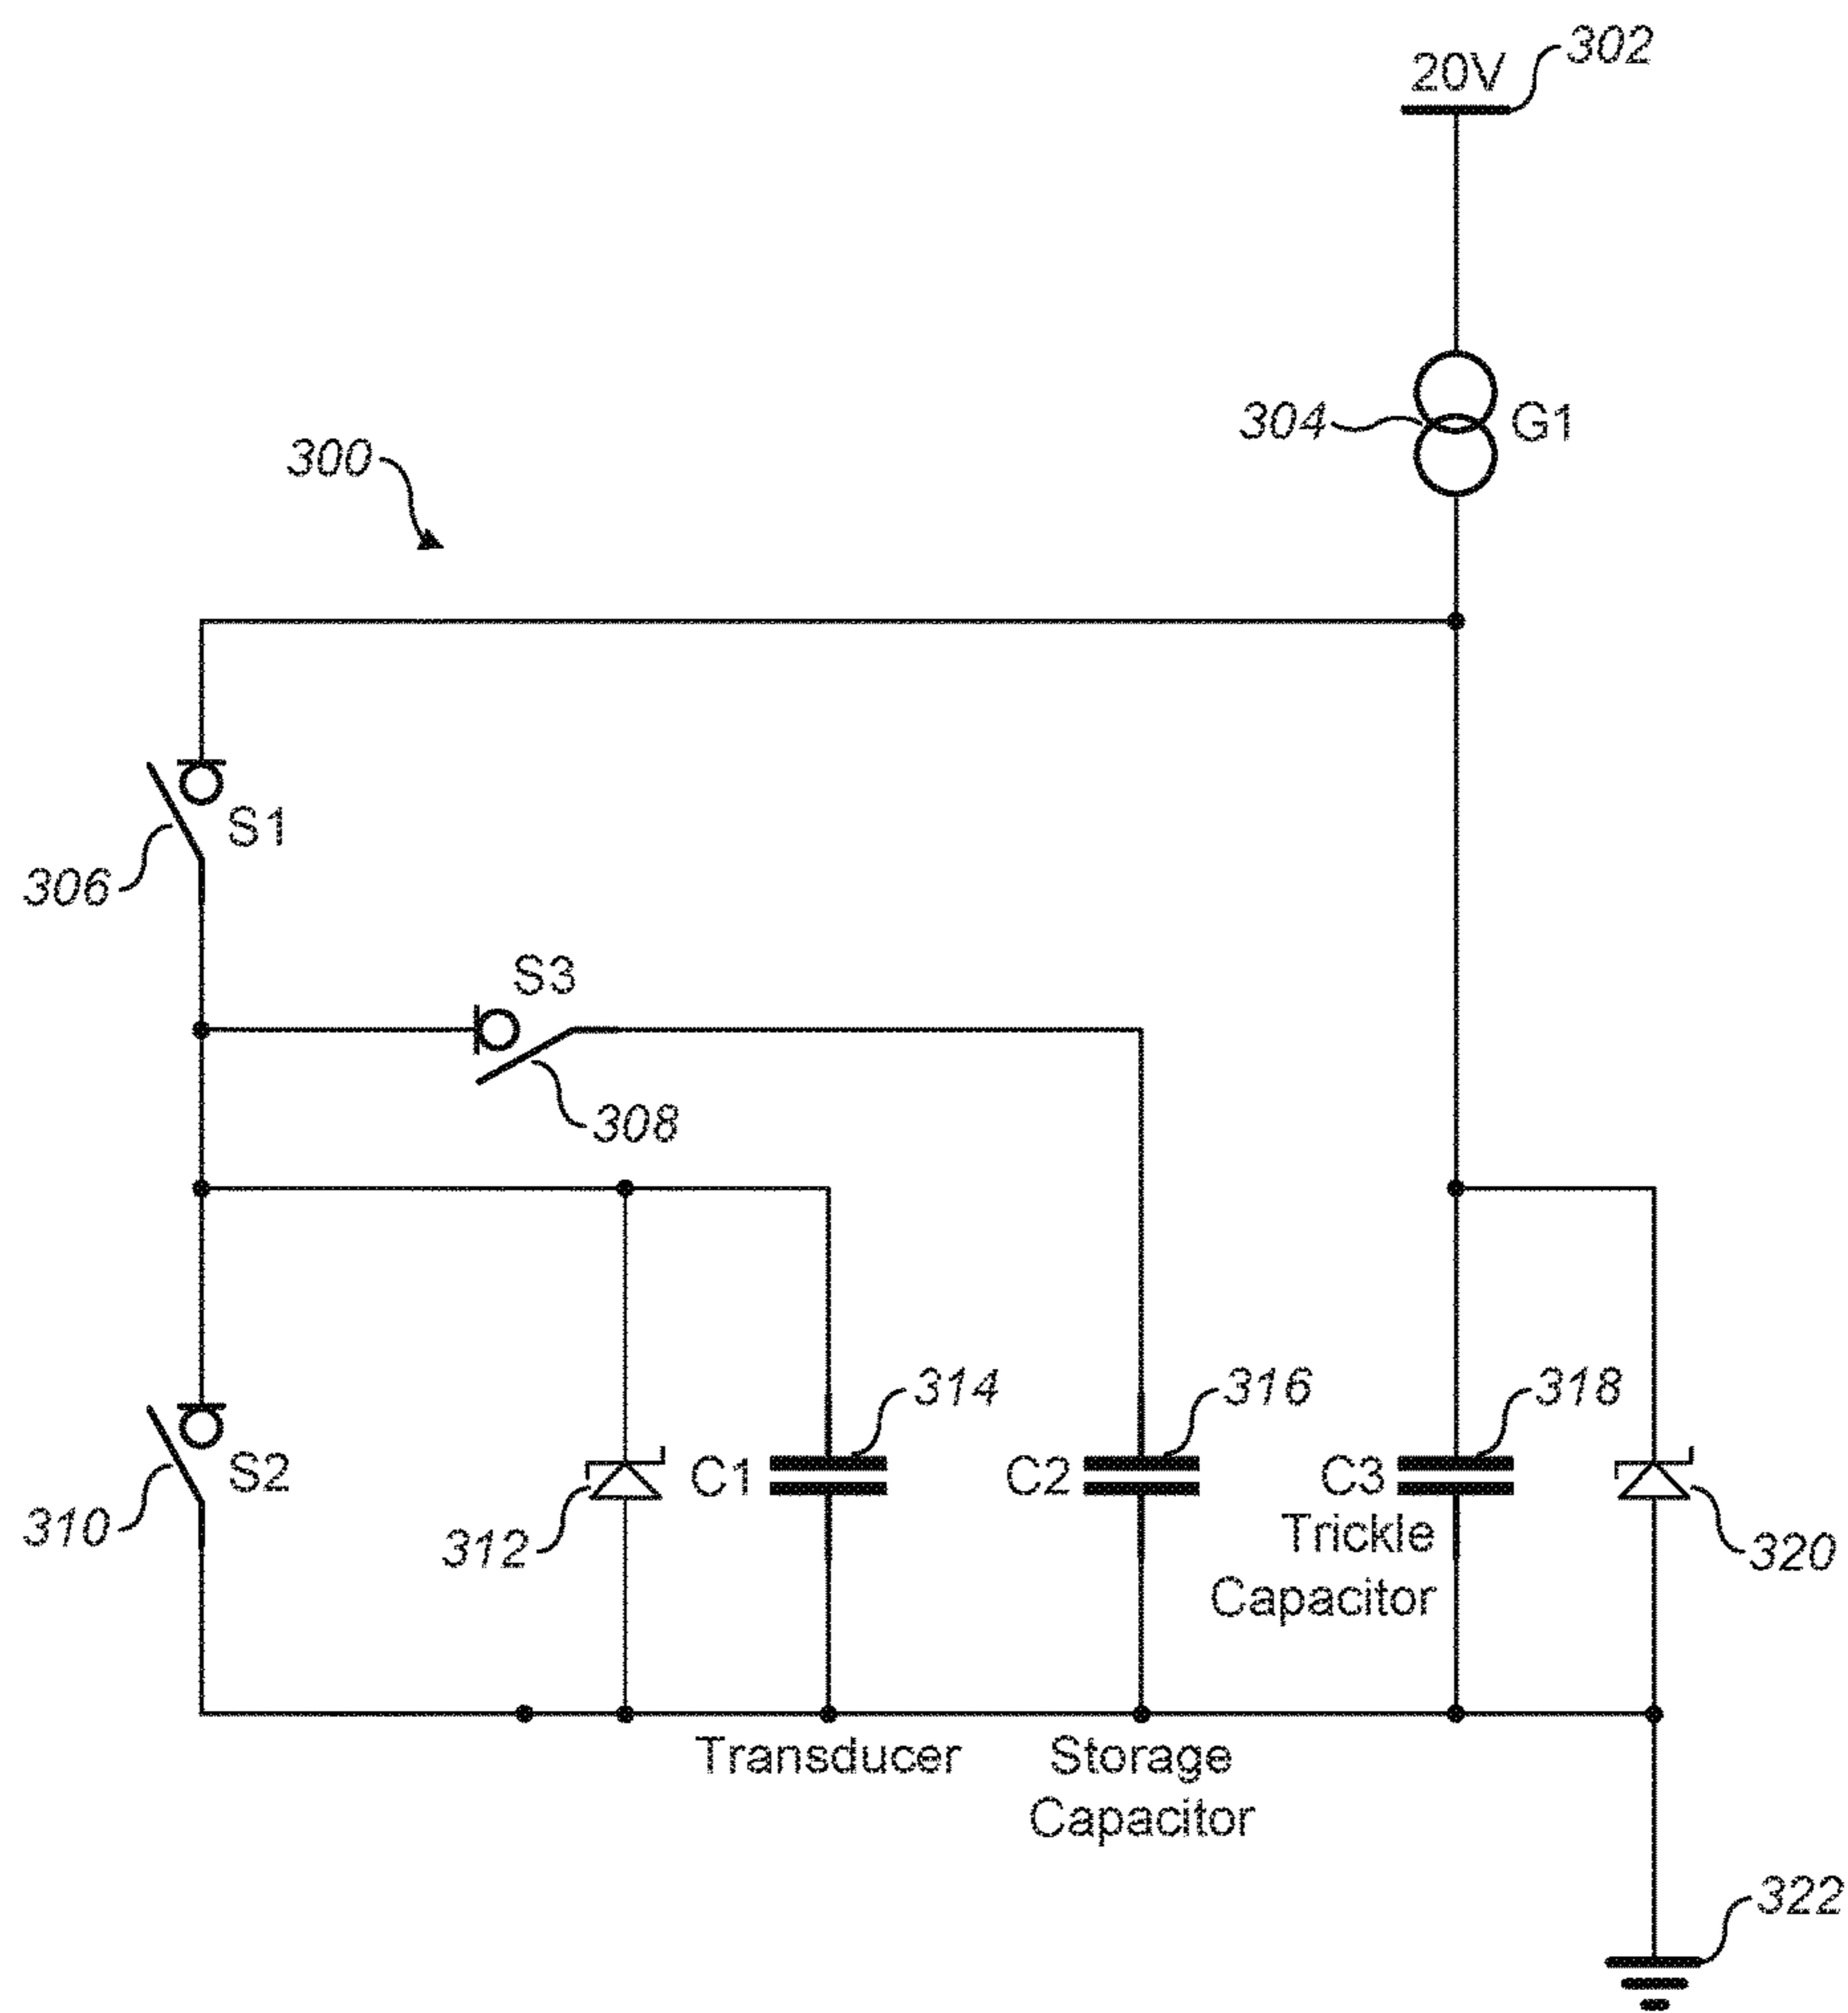 302
20V
304
G1
300
S1
306
S3
308
314
316
318
C1
C2
C3
S2
310
312
Trickle
Capacitor
320
Transducer
Storage
Capacitor
322